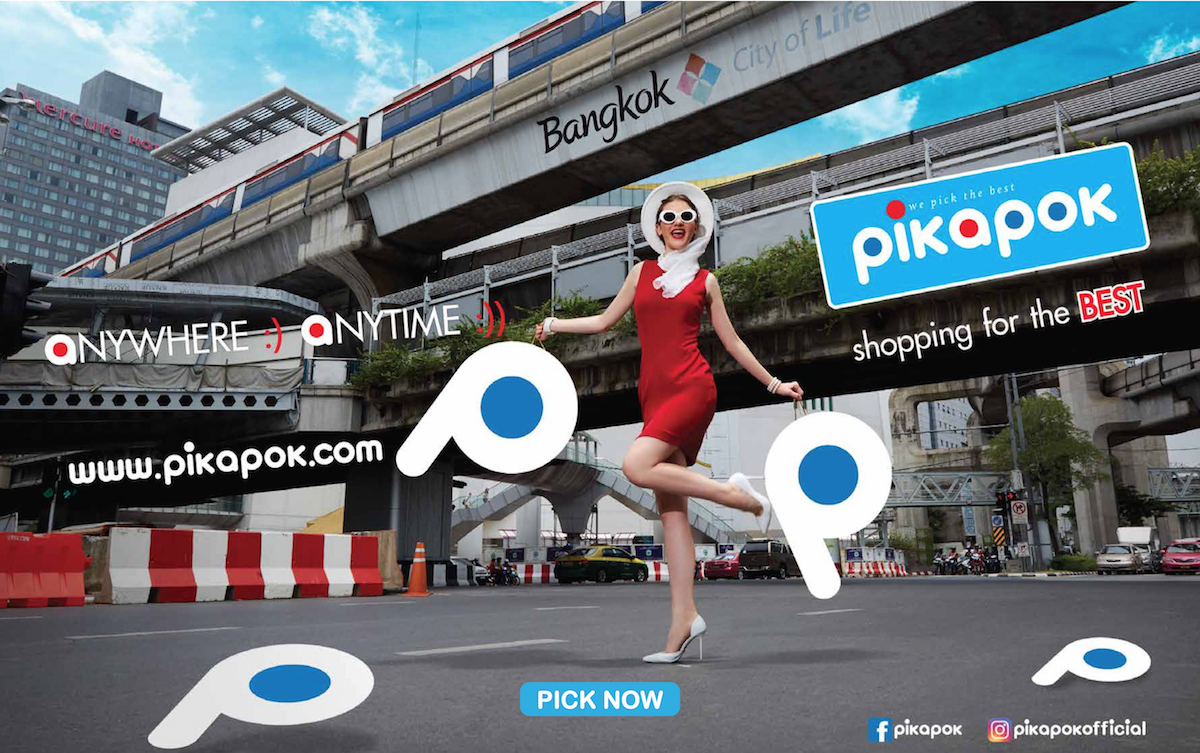 City of Life
Bangkok
Mercure
we pick the best
pikapok
shopping for the BEST
aNYWHERE :) aNYTIME :))
www.pikapok.com
PICK NOW
pikapok
pikapokofficial